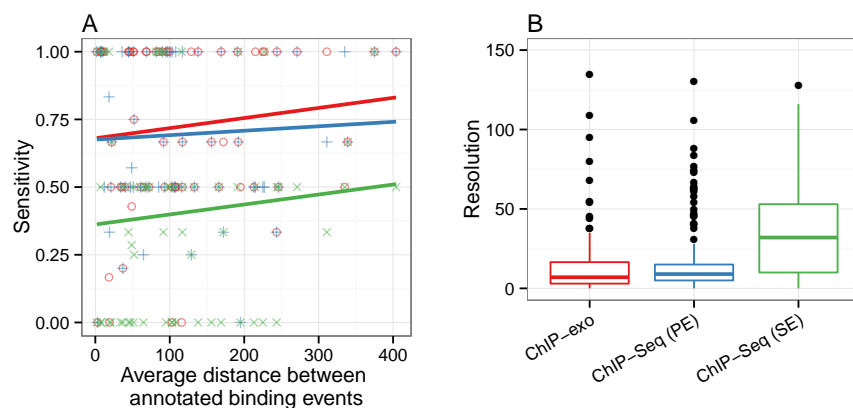 A
1.00
0.75
0.50
0.25
0.00
Sensitivity
0 100 200 300 400
Average distance between
annotated binding events
B
150
100
50
0
Resolution
ChIP−exo
ChIP−Seq (PE)
ChIP−Seq (SE)